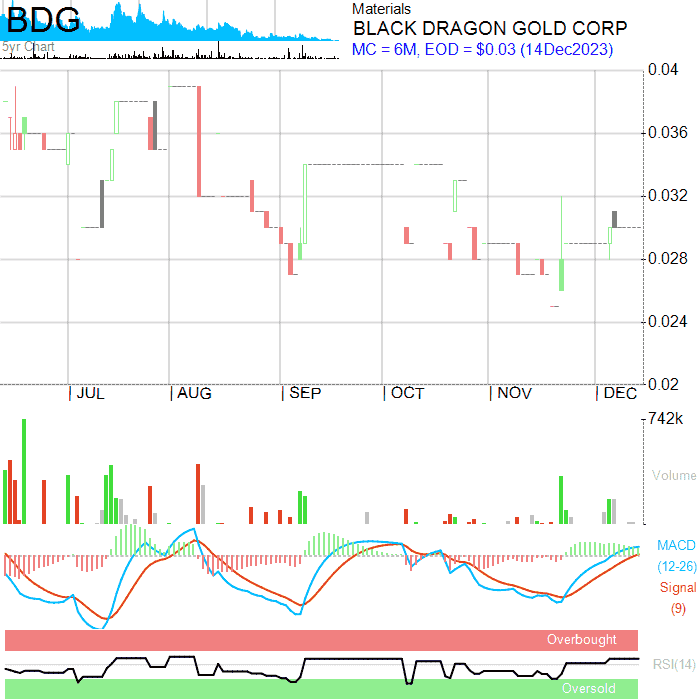 BDG
5yr Chart
Materials
BLACK DRAGON GOLD CORP
MC = 6M, EOD = $0.03 (14Dec2023)
0.04
0.036
0.032
0.028
0.024
0.02
JUL AUG SEP OCT NOV DEC
742k
Volume
MACD
(12-26)
Signal
(9)
Overbought
RSI(14)
Oversold